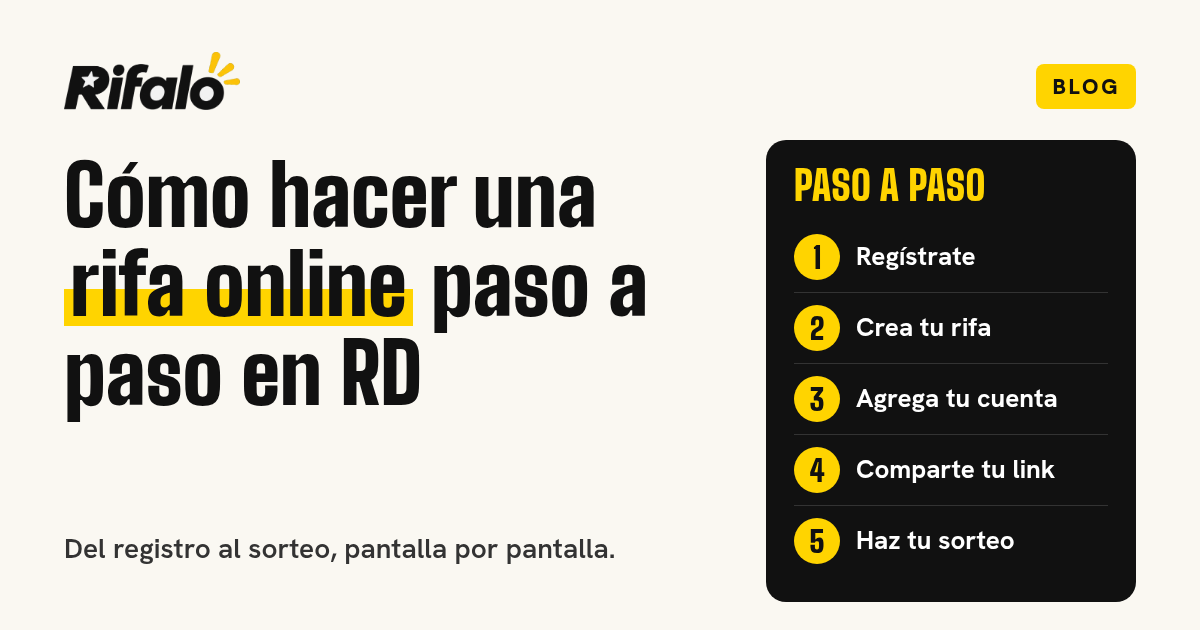 Rifalo
BLOG
Cómo hacer una
rifa online paso a
paso en RD
Del registro al sorteo, pantalla por pantalla.
PASO A PASO
1 Regístrate
2 Crea tu rifa
3 Agrega tu cuenta
4 Comparte tu link
5 Haz tu sorteo